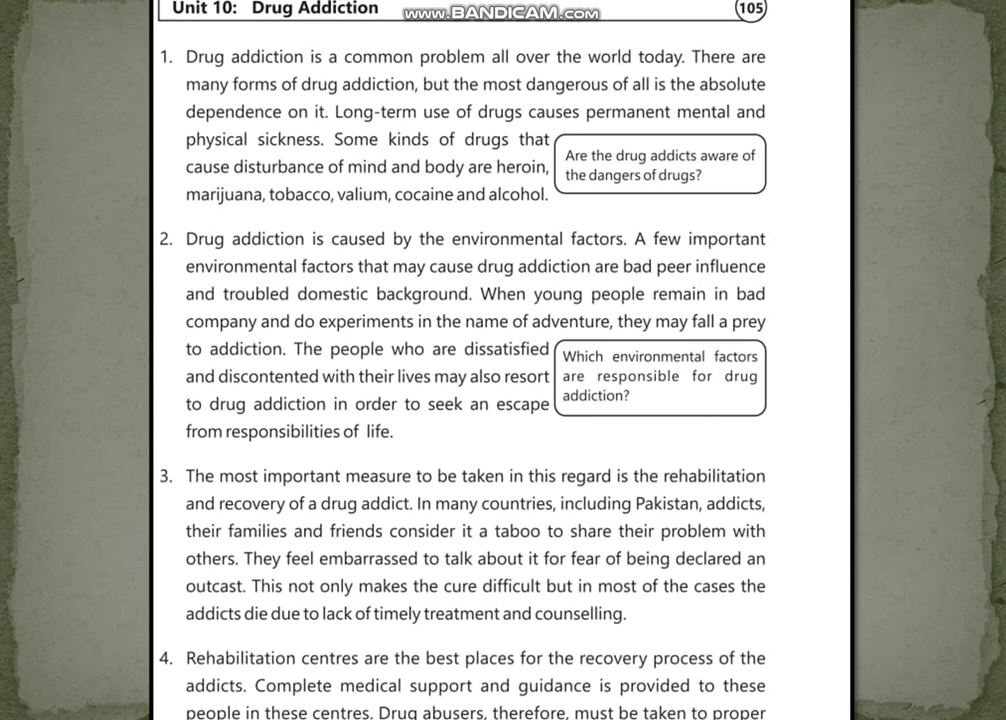 Unit 10: Drug Addiction
www.BANDICAM.com
105
1. Drug addiction is a common problem all over the world today. There are
many forms of drug addiction, but the most dangerous of all is the absolute
dependence on it. Long-term use of drugs causes permanent mental and
physical sickness. Some kinds of drugs that
cause disturbance of mind and body are heroin,
marijuana, tobacco, valium, cocaine and alcohol.
Are the drug addicts aware of
the dangers of drugs?
2. Drug addiction is caused by the environmental factors. A few important
environmental factors that may cause drug addiction are bad peer influence
and troubled domestic background. When young people remain in bad
company and do experiments in the name of adventure, they may fall a prey
to addiction. The people who are dissatisfied
and discontented with their lives may also resort
to drug addiction in order to seek an escape
from responsibilities of life.
Which environmental factors
are responsible for drug
addiction?
3. The most important measure to be taken in this regard is the rehabilitation
and recovery of a drug addict. In many countries, including Pakistan, addicts,
their families and friends consider it a taboo to share their problem with
others. They feel embarrassed to talk about it for fear of being declared an
outcast. This not only makes the cure difficult but in most of the cases the
addicts die due to lack of timely treatment and counselling.
4. Rehabilitation centres are the best places for the recovery process of the
addicts. Complete medical support and guidance is provided to these
people in these centres. Drug abusers, therefore, must be taken to proper